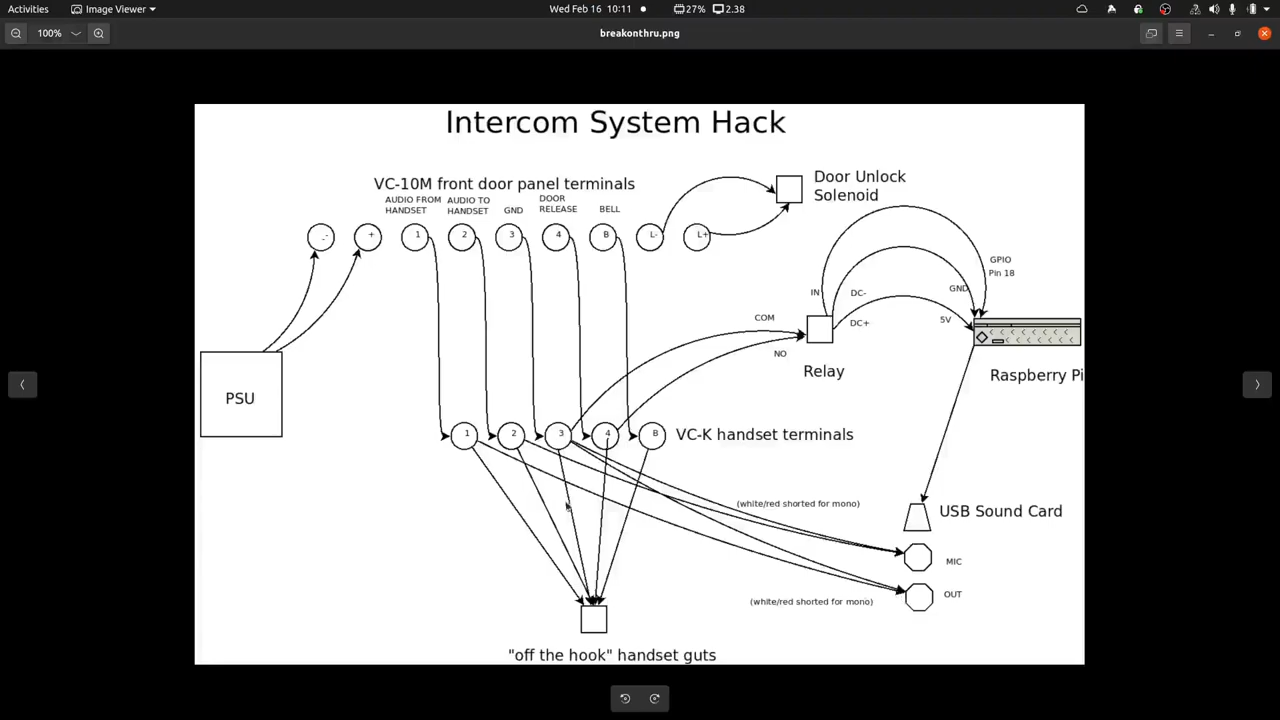 Activities
Image Viewer
Wed Feb 16 10:11
27%
2.38
100%
breakonthru.png
Intercom System Hack
VC-10M front door panel terminals
AUDIO FROM
HANDSET
AUDIO TO
HANDSET
GND
DOOR
RELEASE
BELL
-
+
1
2
3
4
B
L-
L+
Door Unlock
Solenoid
GPIO
Pin 18
IN
DC-
GND
COM
DC+
5V
NO
Relay
Raspberry Pi
PSU
1
2
3
4
B
VC-K handset terminals
(white/red shorted for mono)
USB Sound Card
MIC
OUT
(white/red shorted for mono)
"off the hook" handset guts